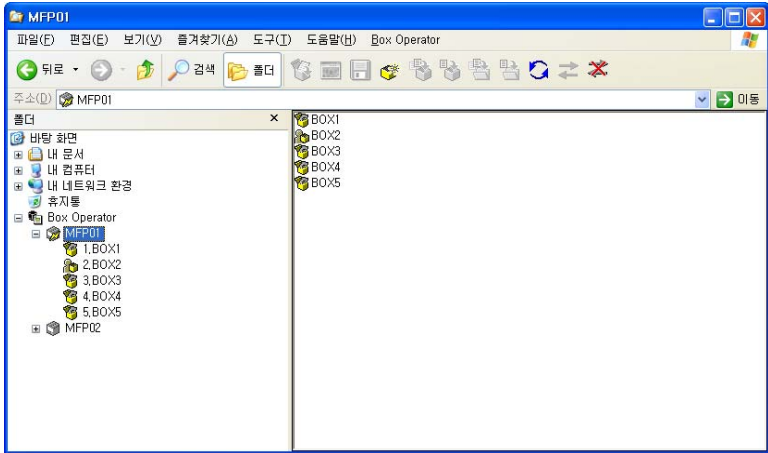 MFP01
파일(F) 편집(E) 보기(V) 즐겨찾기(A) 도구(T) 도움말(H) Box Operator
뒤로 검색 폴더
주소(D) MFP01 이동
폴더
바탕 화면
내 문서
내 컴퓨터
내 네트워크 환경
휴지통
Box Operator
MFP01
1,BOX1
2,BOX2
3,BOX3
4,BOX4
5,BOX5
MFP02
BOX1
BOX2
BOX3
BOX4
BOX5